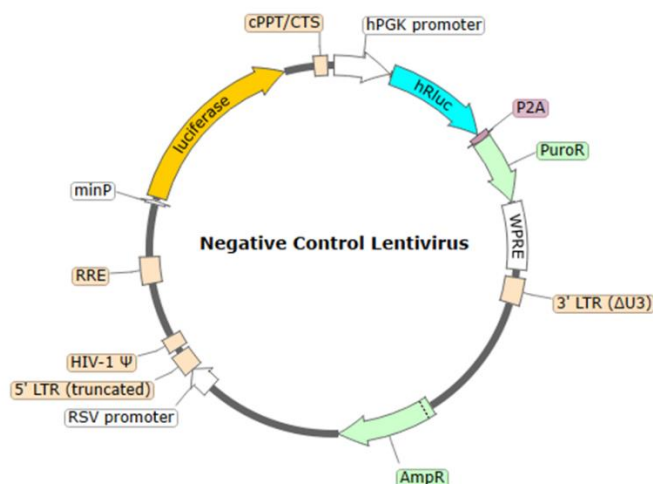 cPPT/CTS
hPGK promoter
hRluc
P2A
PuroR
WPRE
3' LTR (ΔU3)
AmpR
RSV promoter
5' LTR (truncated)
HIV-1 Ψ
RRE
minP
luciferase
Negative Control Lentivirus